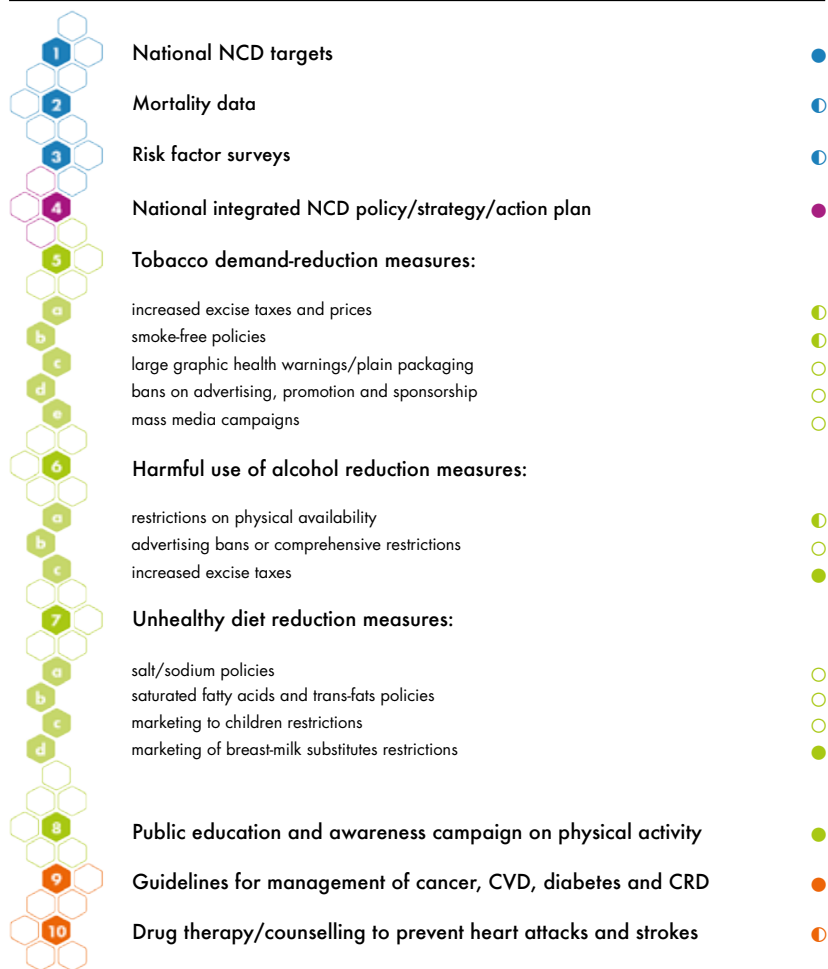 1 National NCD targets
2 Mortality data
3 Risk factor surveys
4 National integrated NCD policy/strategy/action plan
5 Tobacco demand-reduction measures:
a increased excise taxes and prices
b smoke-free policies
c large graphic health warnings/plain packaging
d bans on advertising, promotion and sponsorship
e mass media campaigns
6 Harmful use of alcohol reduction measures:
a restrictions on physical availability
b advertising bans or comprehensive restrictions
c increased excise taxes
7 Unhealthy diet reduction measures:
a salt/sodium policies
b saturated fatty acids and trans-fats policies
c marketing to children restrictions
d marketing of breast-milk substitutes restrictions
8 Public education and awareness campaign on physical activity
9 Guidelines for management of cancer, CVD, diabetes and CRD
10 Drug therapy/counselling to prevent heart attacks and strokes